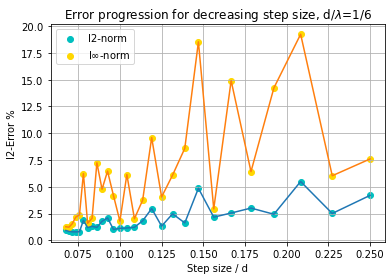 Error progression for decreasing step size, d/λ=1/6
l2-norm
l∞-norm
l2-Error %
20.0
17.5
15.0
12.5
10.0
7.5
5.0
2.5
0.0
0.075 0.100 0.125 0.150 0.175 0.200 0.225 0.250
Step size / d